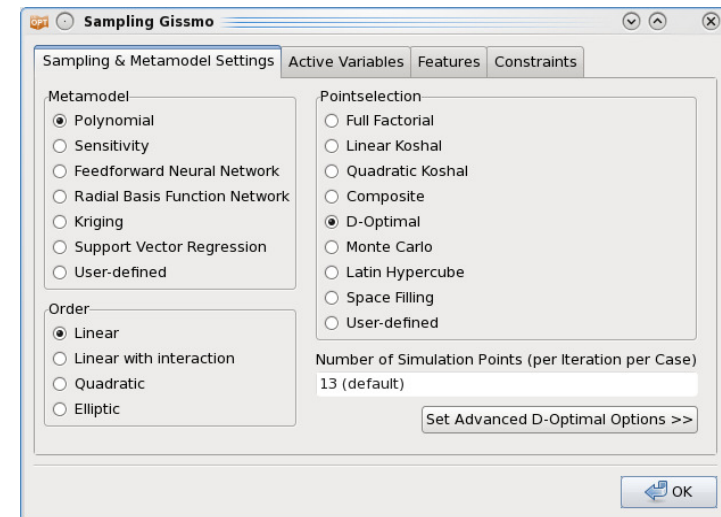 OPT Sampling Gissmo
Sampling & Metamodel Settings Active Variables Features Constraints
Metamodel
Polynomial
Sensitivity
Feedforward Neural Network
Radial Basis Function Network
Kriging
Support Vector Regression
User-defined
Order
Linear
Linear with interaction
Quadratic
Elliptic
Pointselection
Full Factorial
Linear Koshal
Quadratic Koshal
Composite
D-Optimal
Monte Carlo
Latin Hypercube
Space Filling
User-defined
Number of Simulation Points (per Iteration per Case)
13 (default)
Set Advanced D-Optimal Options >>
OK